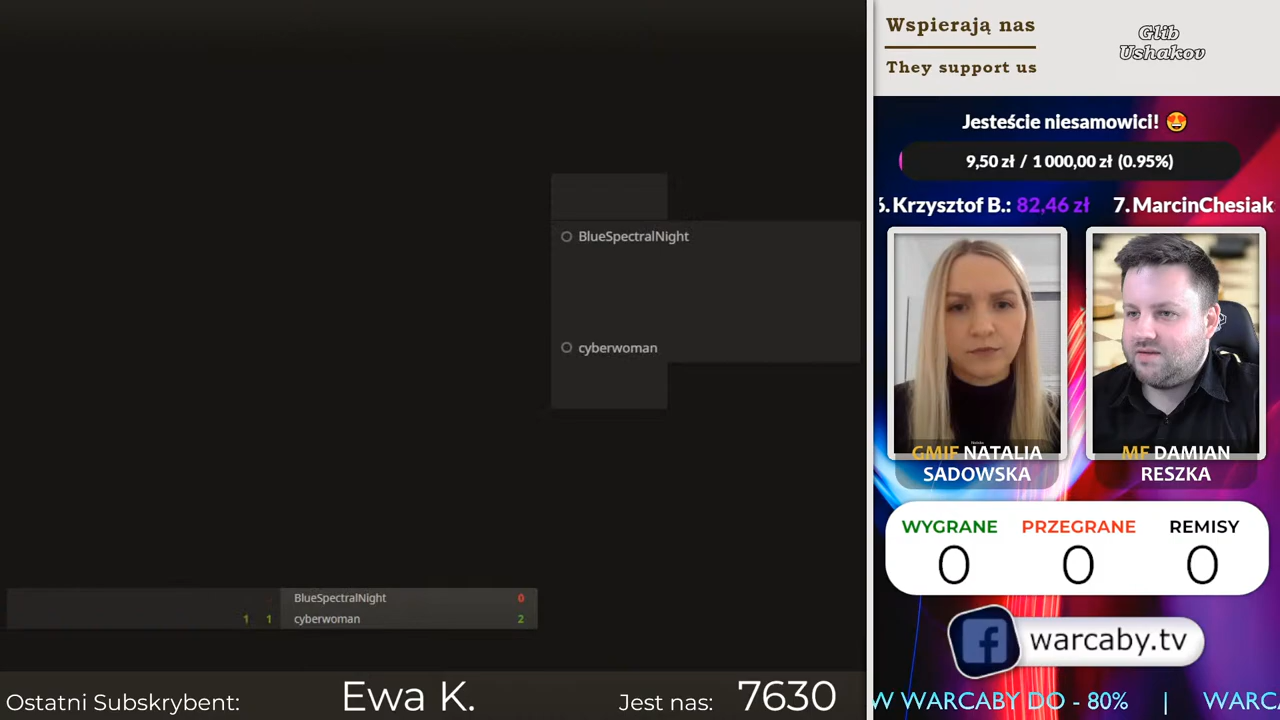 Wspierają nas
They support us
Glib
Ushakov
Jesteście niesamowici! 😍
9,50 zł / 1 000,00 zł (0.95%)
6. Krzysztof B.: 82,46 zł 7. MarcinChesiak
BlueSpectralNight
cyberwoman
GMIF NATALIA
SADOWSKA
MF DAMIAN
RESZKA
WYGRANE PRZEGRANE REMISY
0 0 0
BlueSpectralNight 0
1 1 cyberwoman 2
warcaby.tv
Ostatni Subskrybent: Ewa K. Jest nas: 7630
W WARCABY DO - 80% | WARCA